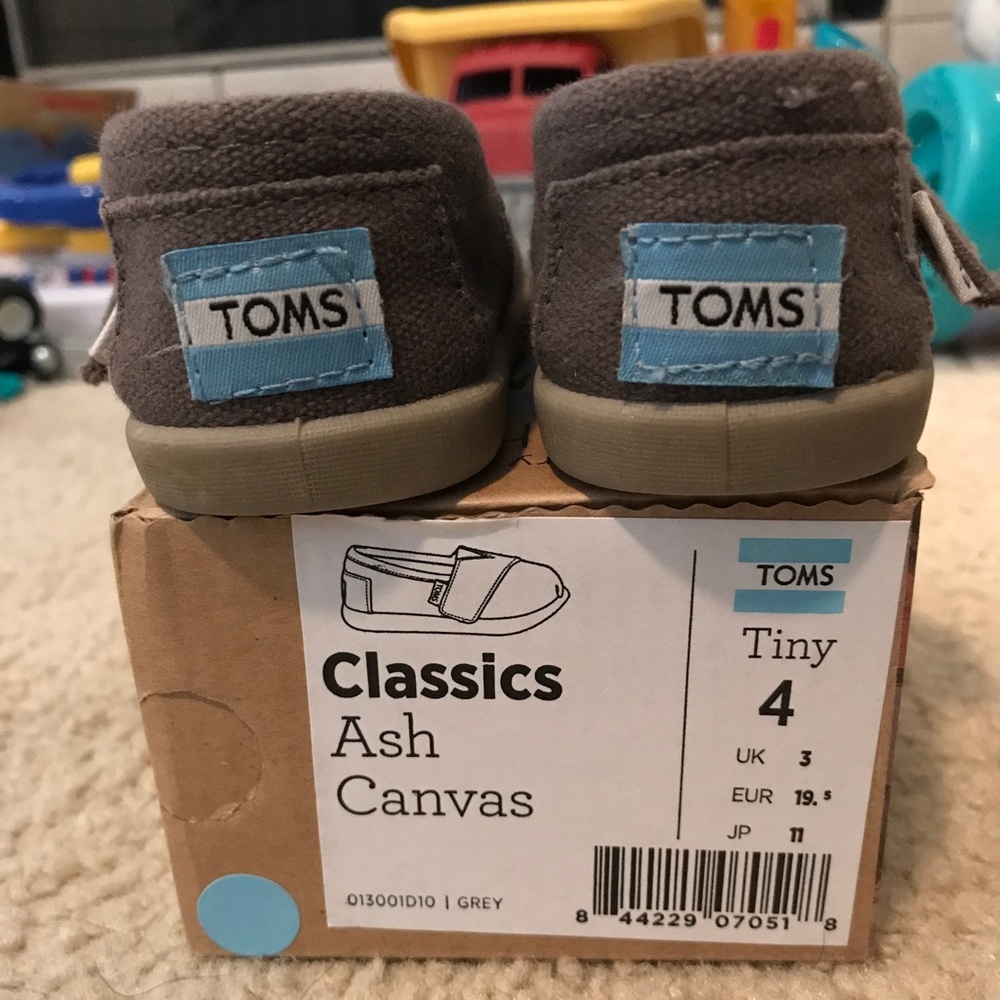 TOMS
TOMS
TOMS
Classics
Ash
Canvas
013001D10 | GREY
TOMS
Tiny
4
UK 3
EUR 19.5
JP 11
8 44229 07051 8